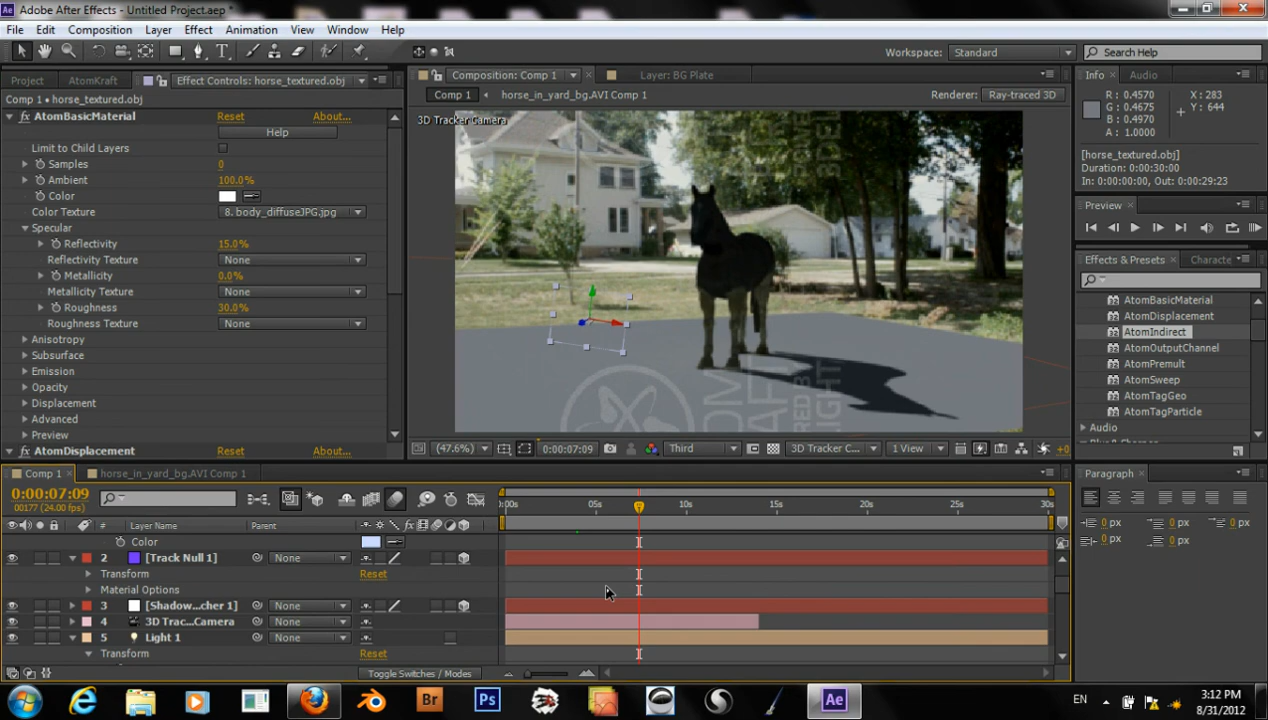 Adobe After Effects - Untitled Project.aep *
File Edit Composition Layer Effect Animation View Window Help
Workspace: Standard Search Help
Project AtomKraft Effect Controls: horse_textured.obj
Composition: Comp 1 Layer: BG Plate
Info Audio
Comp 1 • horse_textured.obj
Comp 1 horse_in_yard_bg.AVI Comp 1 Renderer: Ray-traced 3D
R : 0.4570 X : 283
G : 0.4675 Y : 644
B : 0.4970
A : 1.0000
[horse_textured.obj]
Duration: 0:00:30:00
In: 0:00:00:00, Out: 0:00:29:23
AtomBasicMaterial Reset About...
Help
Limit to Child Layers
Samples 0
Ambient 100.0%
Color
Color Texture 8. body_diffuseJPG.jpg
Specular
Reflectivity 15.0%
Reflectivity Texture None
Metallicity 0.0%
Metallicity Texture None
Roughness 30.0%
Roughness Texture None
Anisotropy
Subsurface
Emission
Opacity
Displacement
Advanced
Preview
AtomDisplacement Reset About...
3D Tracker Camera
(47.6%) 0:00:07:09 Third 3D Tracker C... 1 View +0
Preview
Effects & Presets Characte
AtomBasicMaterial
AtomDisplacement
AtomIndirect
AtomOutputChannel
AtomPremult
AtomSweep
AtomTagGeo
AtomTagParticle
Audio
Comp 1 horse_in_yard_bg.AVI Comp 1
0:00:07:09
00177 (24.00 fps)
:00s 05s 10s 15s 20s 25s 30s
# Layer Name Parent
Color
2 [Track Null 1] None
Transform Reset
Material Options
3 [Shadow...cher 1] None
4 3D Trac...Camera None
5 Light 1 None
Transform Reset
Toggle Switches / Modes
Paragraph
0 px 0 px 0 px
0 px 0 px
EN 3:12 PM
8/31/2012